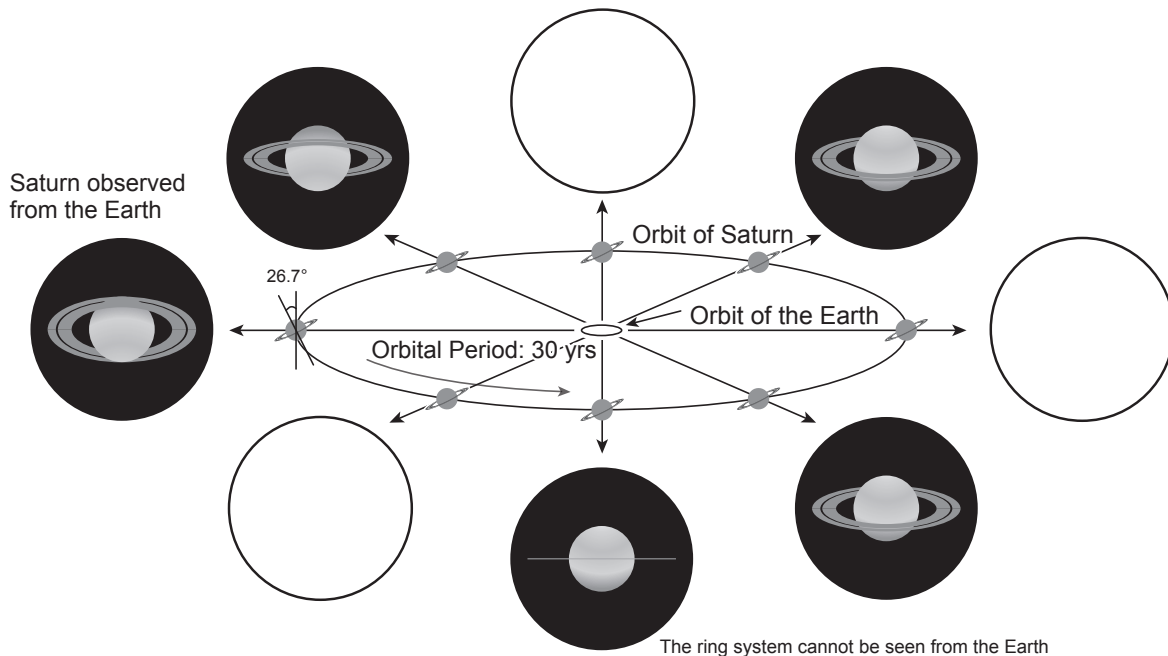 Saturn observed
from the Earth
26.7°
Orbit of Saturn
Orbit of the Earth
Orbital Period: 30 yrs
The ring system cannot be seen from the Earth